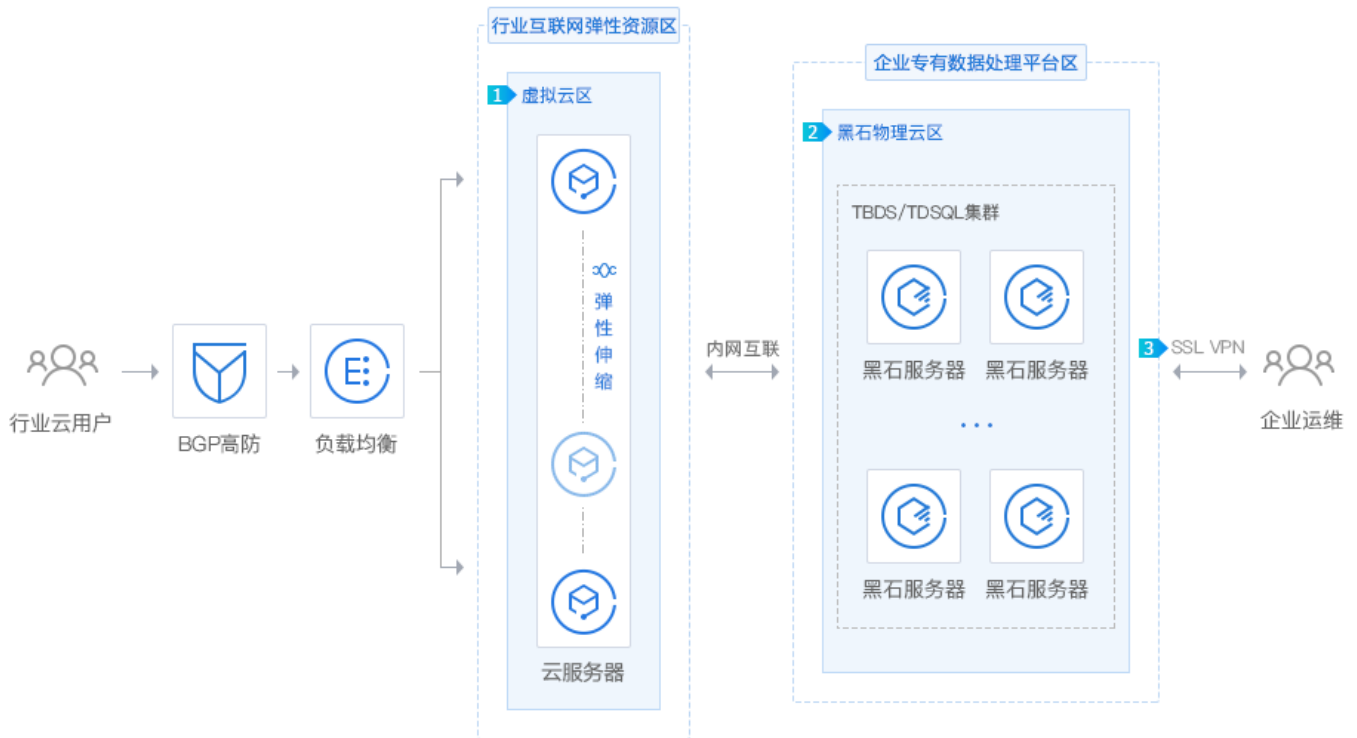 行业互联网弹性资源区
1
虚拟云区
弹性伸缩
云服务器
行业云用户
BGP高防
负载均衡
内网互联
企业专有数据处理平台区
2
黑石物理云区
TBDS/TDSQL集群
黑石服务器 黑石服务器
...
黑石服务器 黑石服务器
3
SSL VPN
企业运维